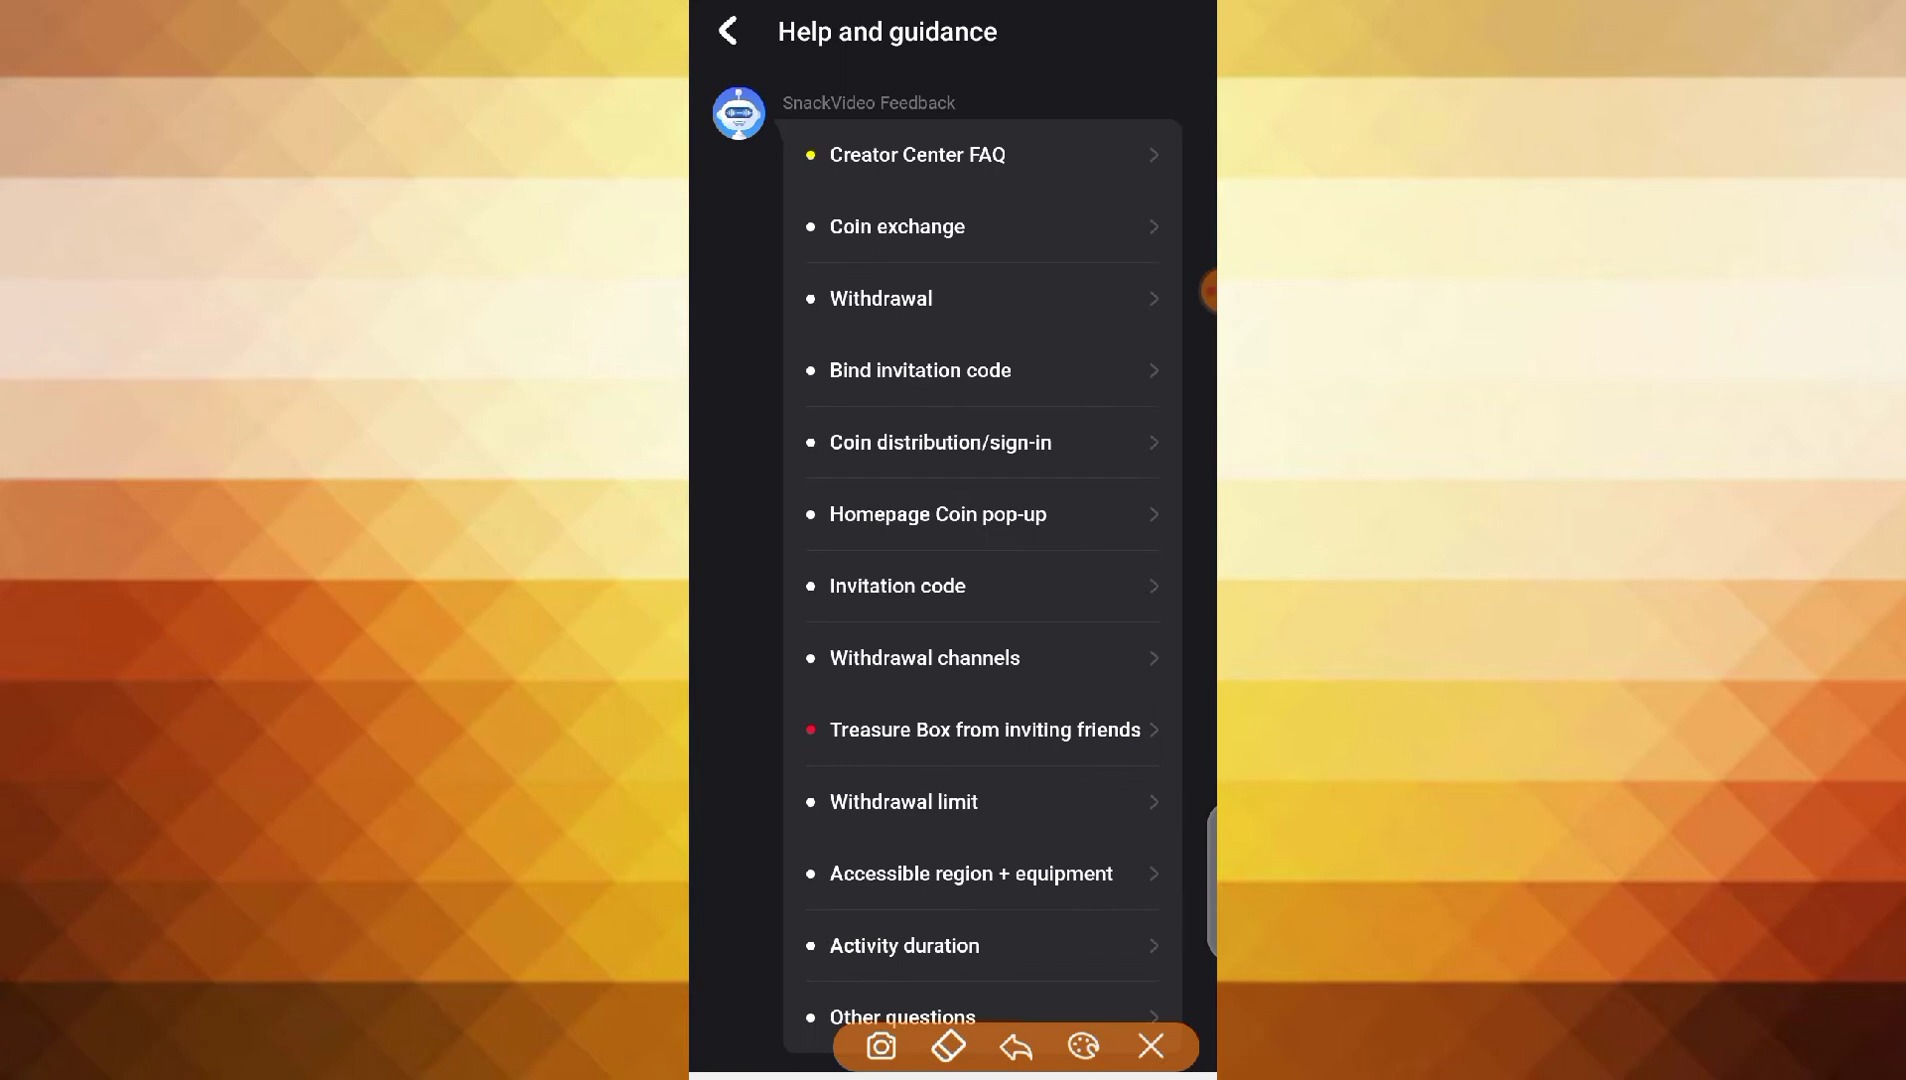 Help and guidance
SnackVideo Feedback
Creator Center FAQ
Coin exchange
Withdrawal
Bind invitation code
Coin distribution/sign-in
Homepage Coin pop-up
Invitation code
Withdrawal channels
Treasure Box from inviting friends
Withdrawal limit
Accessible region + equipment
Activity duration
Other questions